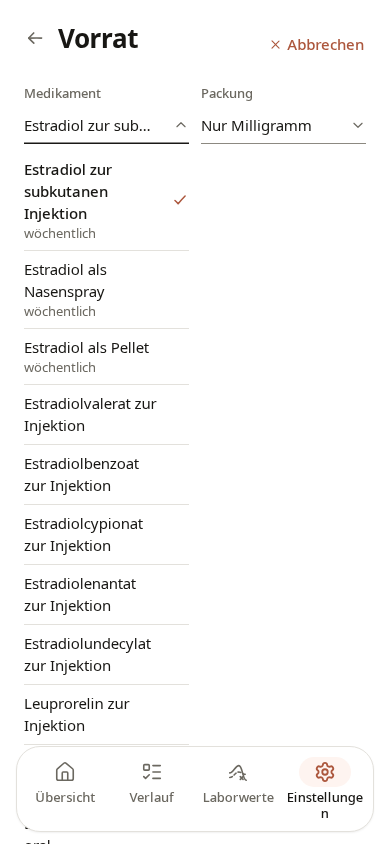 Vorrat
Abbrechen
Medikament
Packung
Estradiol zur sub...
Nur Milligramm
Estradiol zur
subkutanen
Injektion
wöchentlich
Estradiol als
Nasenspray
wöchentlich
Estradiol als Pellet
wöchentlich
Estradiolvalerat zur
Injektion
Estradiolbenzoat
zur Injektion
Estradiolcypionat
zur Injektion
Estradiolenantat
zur Injektion
Estradiolundecylat
zur Injektion
Leuprorelin zur
Injektion
Übersicht
Verlauf
Laborwerte
Einstellunge
n